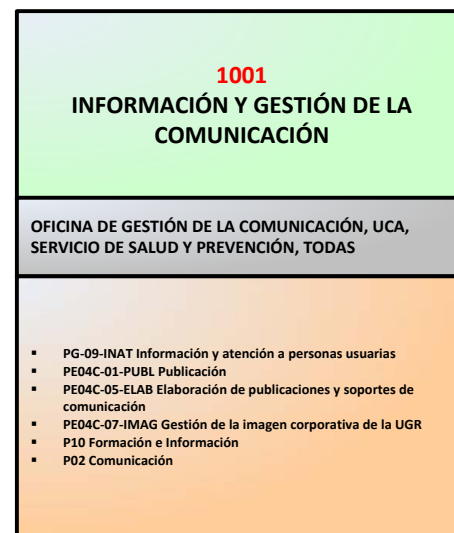 1001
INFORMACIÓN Y GESTIÓN DE LA
COMUNICACIÓN
OFICINA DE GESTIÓN DE LA COMUNICACIÓN, UCA,
SERVICIO DE SALUD Y PREVENCIÓN, TODAS
▪ PG-09-INAT Información y atención a personas usuarias
▪ PE04C-01-PUBL Publicación
▪ PE04C-05-ELAB Elaboración de publicaciones y soportes de
comunicación
▪ PE04C-07-IMAG Gestión de la imagen corporativa de la UGR
▪ P10 Formación e Información
▪ P02 Comunicación